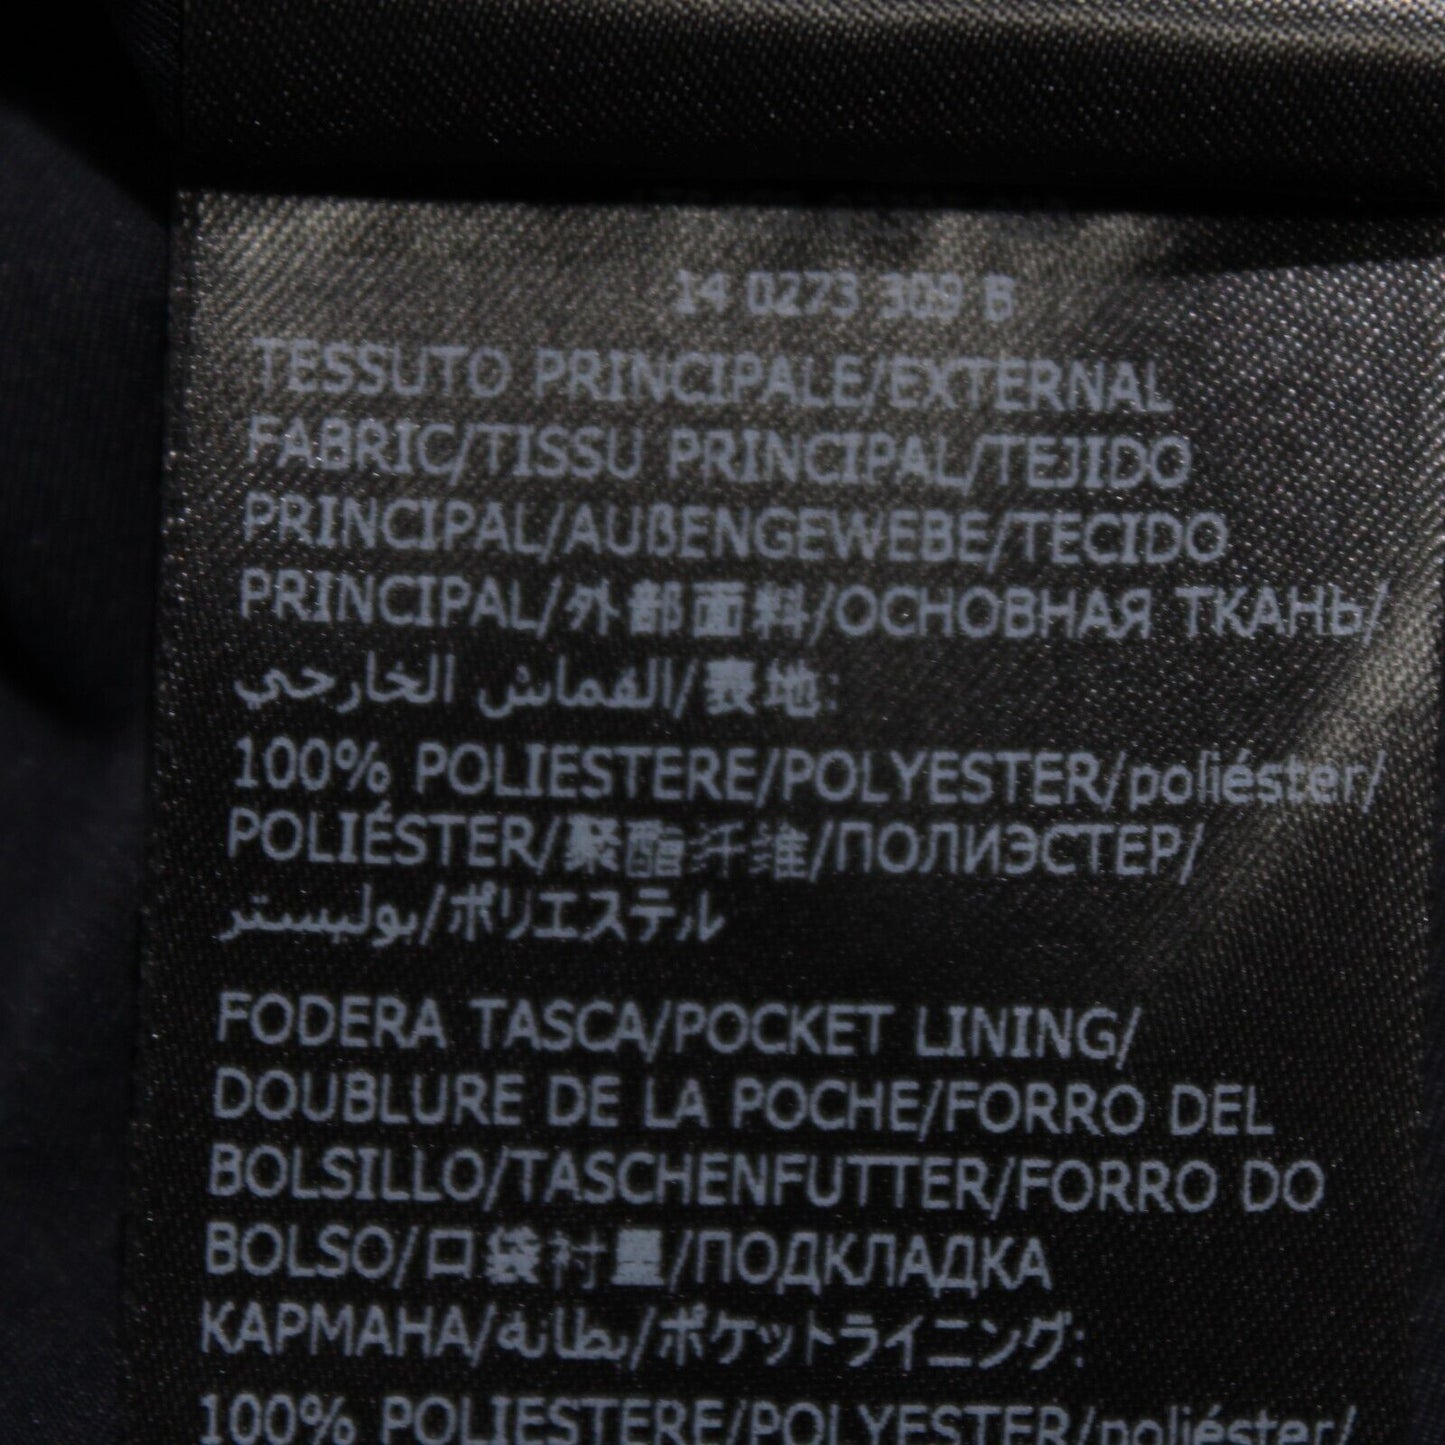 14 0273 309 B
TESSUTO PRINCIPALE/EXTERNAL
FABRIC/TISSU PRINCIPAL/TEJIDO
PRINCIPAL/AUßENGEWEBE/TECIDO
PRINCIPAL/外部面料/ОСНОВНАЯ ТКАНЬ/
القماش الخارجي/表地:
100% POLIESTERE/POLYESTER/poliéster/
POLIÉSTER/聚酯纤维/ПОЛИЭСТЕР/
بوليستر/ポリエステル
FODERA TASCA/POCKET LINING/
DOUBLURE DE LA POCHE/FORRO DEL
BOLSILLO/TASCHENFUTTER/FORRO DO
BOLSO/口袋衬里/ПОДКЛАДКА
КАРМАНА/بطانه/ポケットライニング:
100% POLIESTERE/POLYESTER/poliéster/